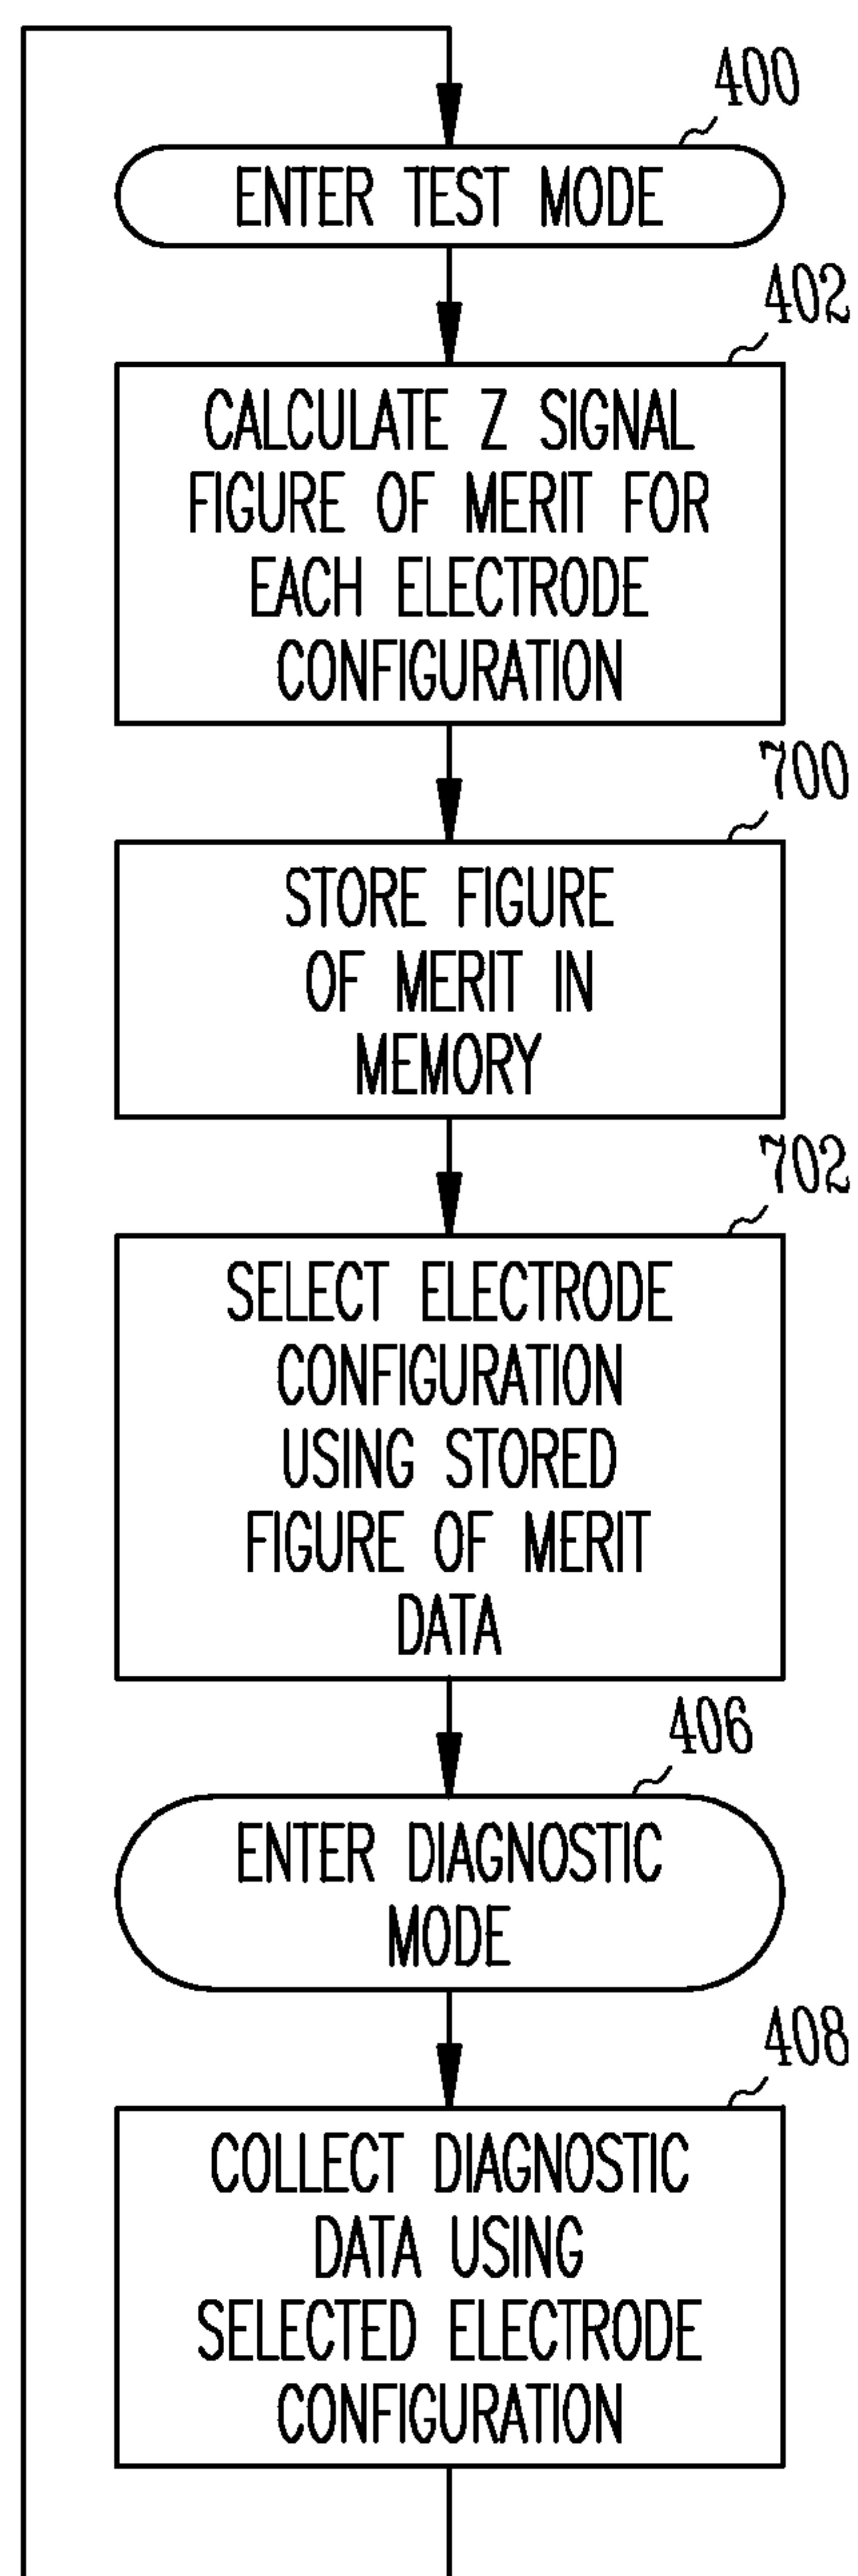 400
ENTER TEST MODE
402
CALCULATE Z SIGNAL
FIGURE OF MERIT FOR
EACH ELECTRODE
CONFIGURATION
700
STORE FIGURE
OF MERIT IN
MEMORY
702
SELECT ELECTRODE
CONFIGURATION
USING STORED
FIGURE OF MERIT
DATA
406
ENTER DIAGNOSTIC
MODE
408
COLLECT DIAGNOSTIC
DATA USING
SELECTED ELECTRODE
CONFIGURATION